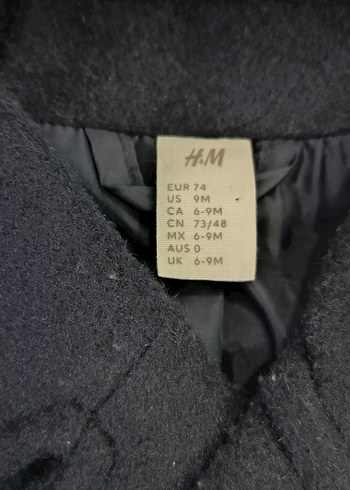 H&M
EUR 74
US 9M
CA 6-9M
CN 73/48
MX 6-9M
AUS 0
UK 6-9M